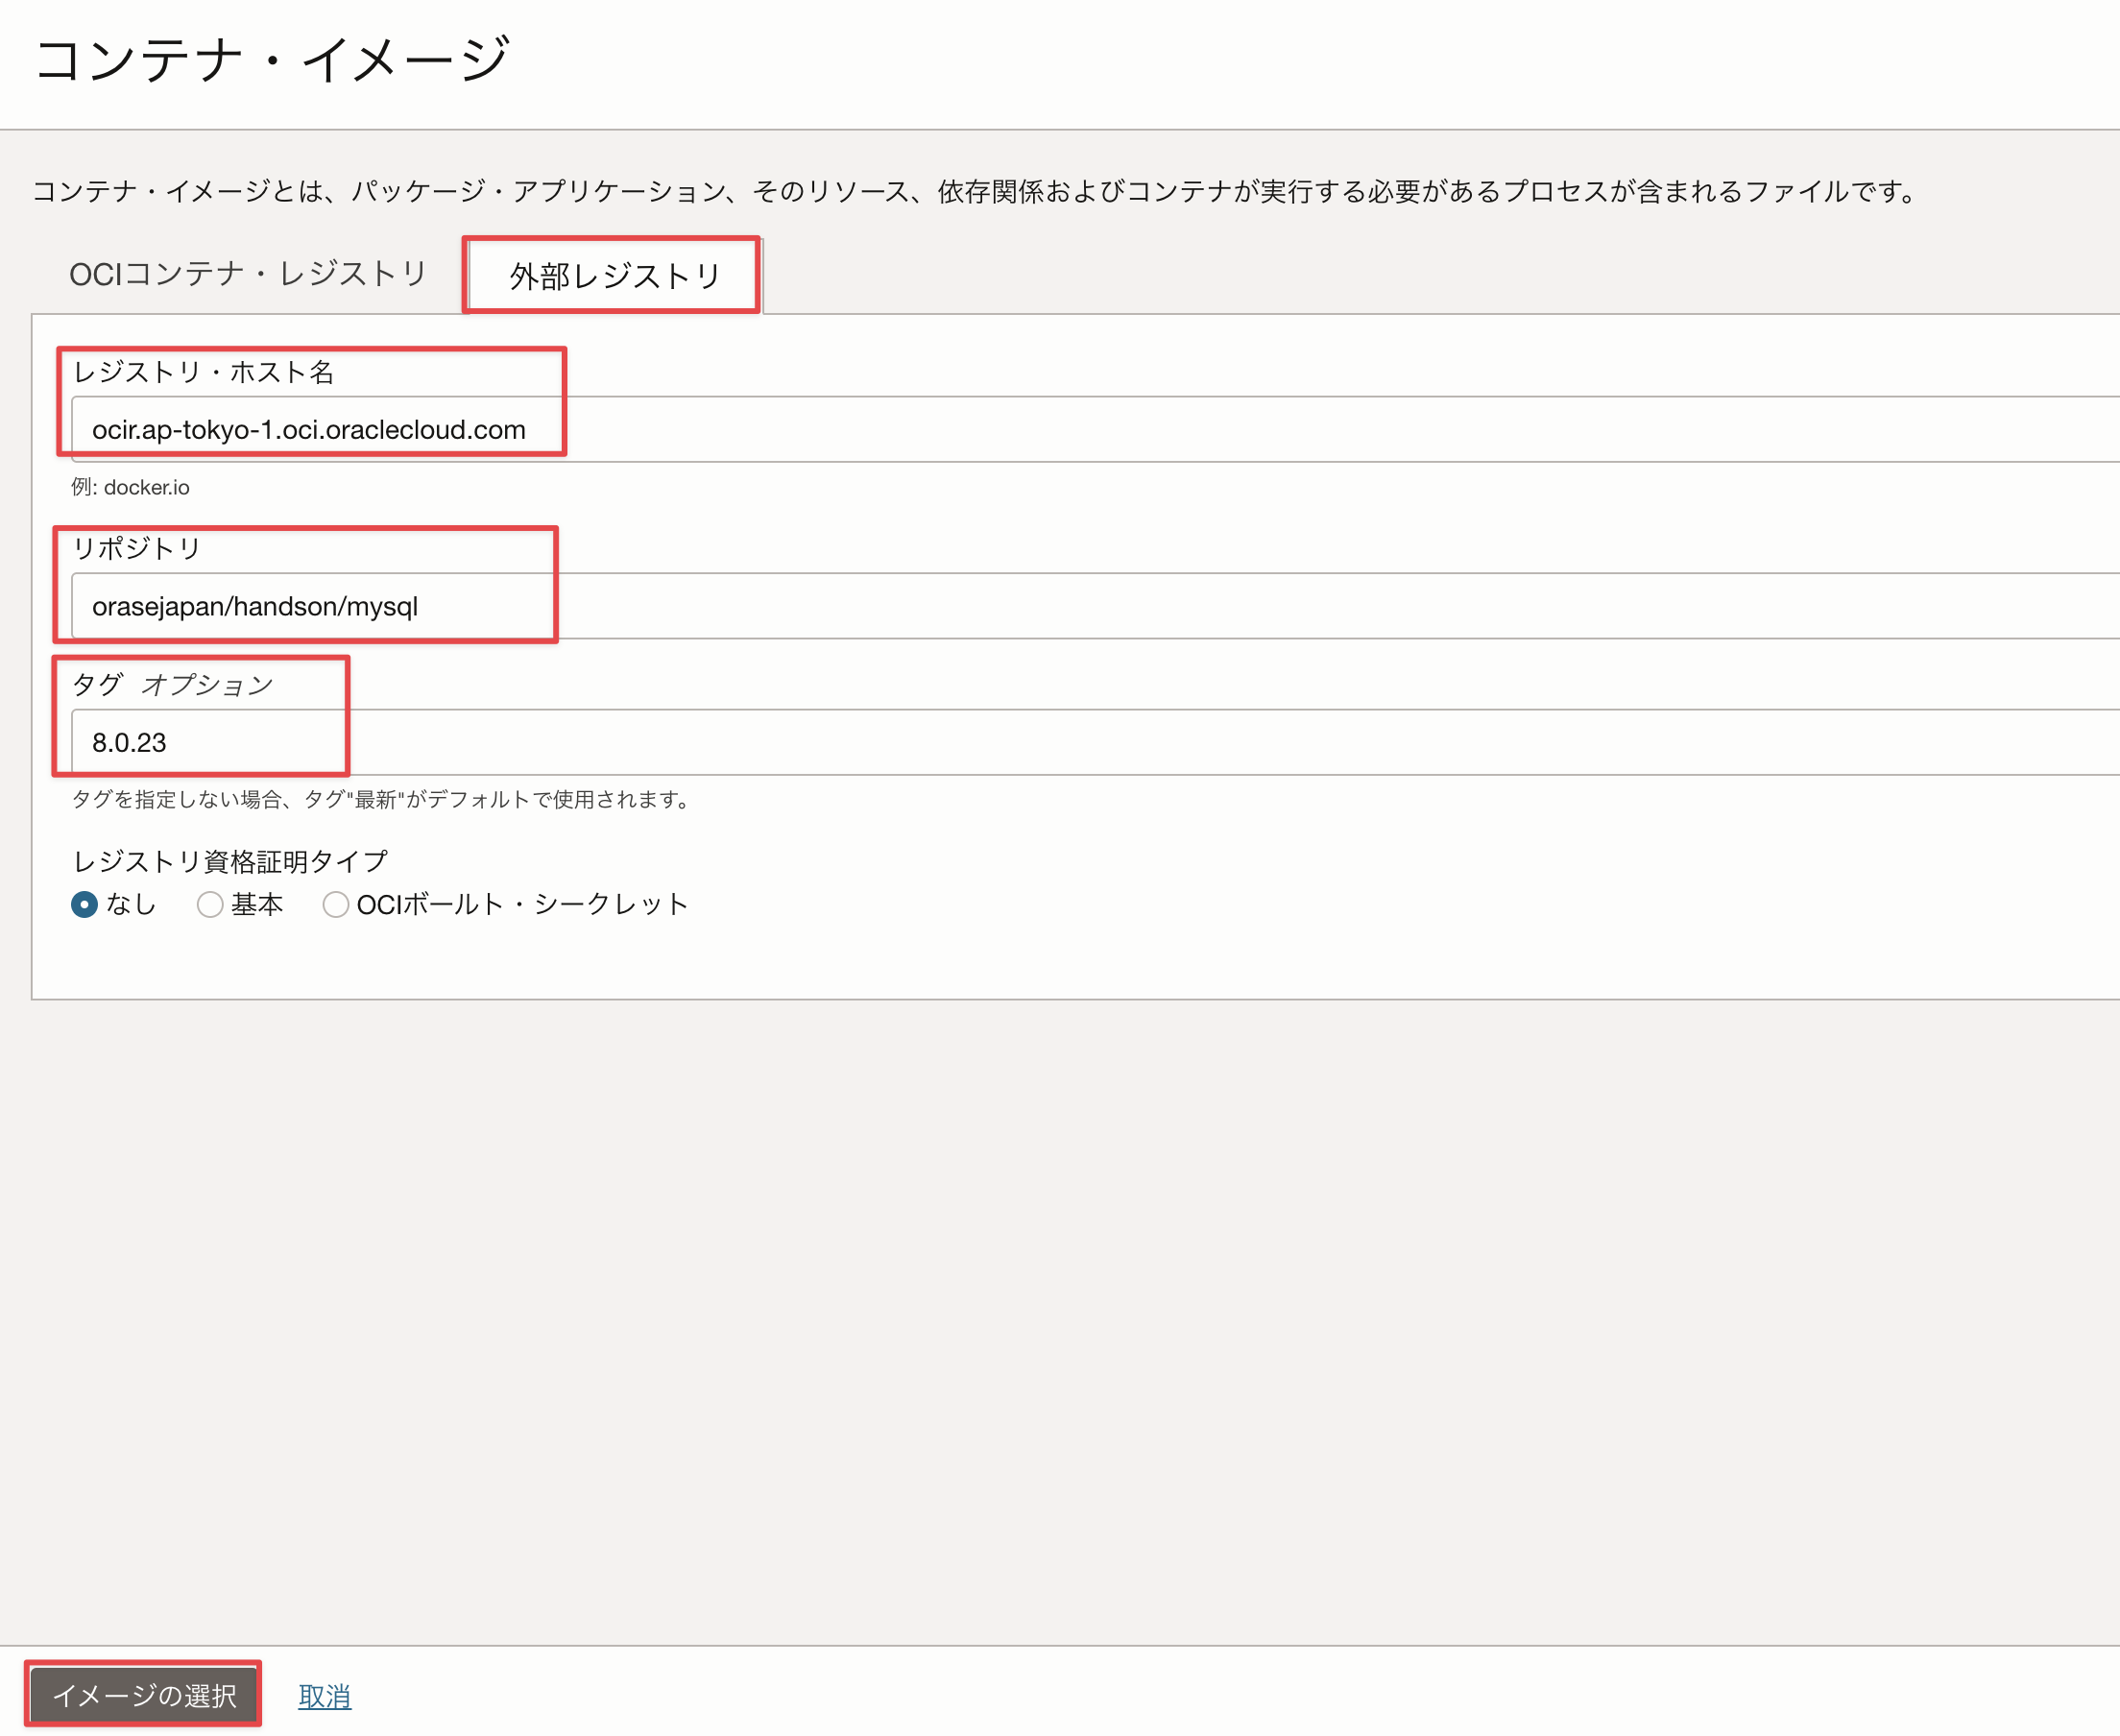 コンテナ・イメージ
コンテナ・イメージとは、パッケージ・アプリケーション、そのリソース、依存関係およびコンテナが実行する必要があるプロセスが含まれるファイルです。
OCIコンテナ・レジストリ 外部レジストリ
レジストリ・ホスト名
ocir.ap-tokyo-1.oci.oraclecloud.com
例: docker.io
リポジトリ
orasejapan/handson/mysql
タグ オプション
8.0.23
タグを指定しない場合、タグ"最新"がデフォルトで使用されます。
レジストリ資格証明タイプ
なし 基本 OCIボールト・シークレット
イメージの選択 取消